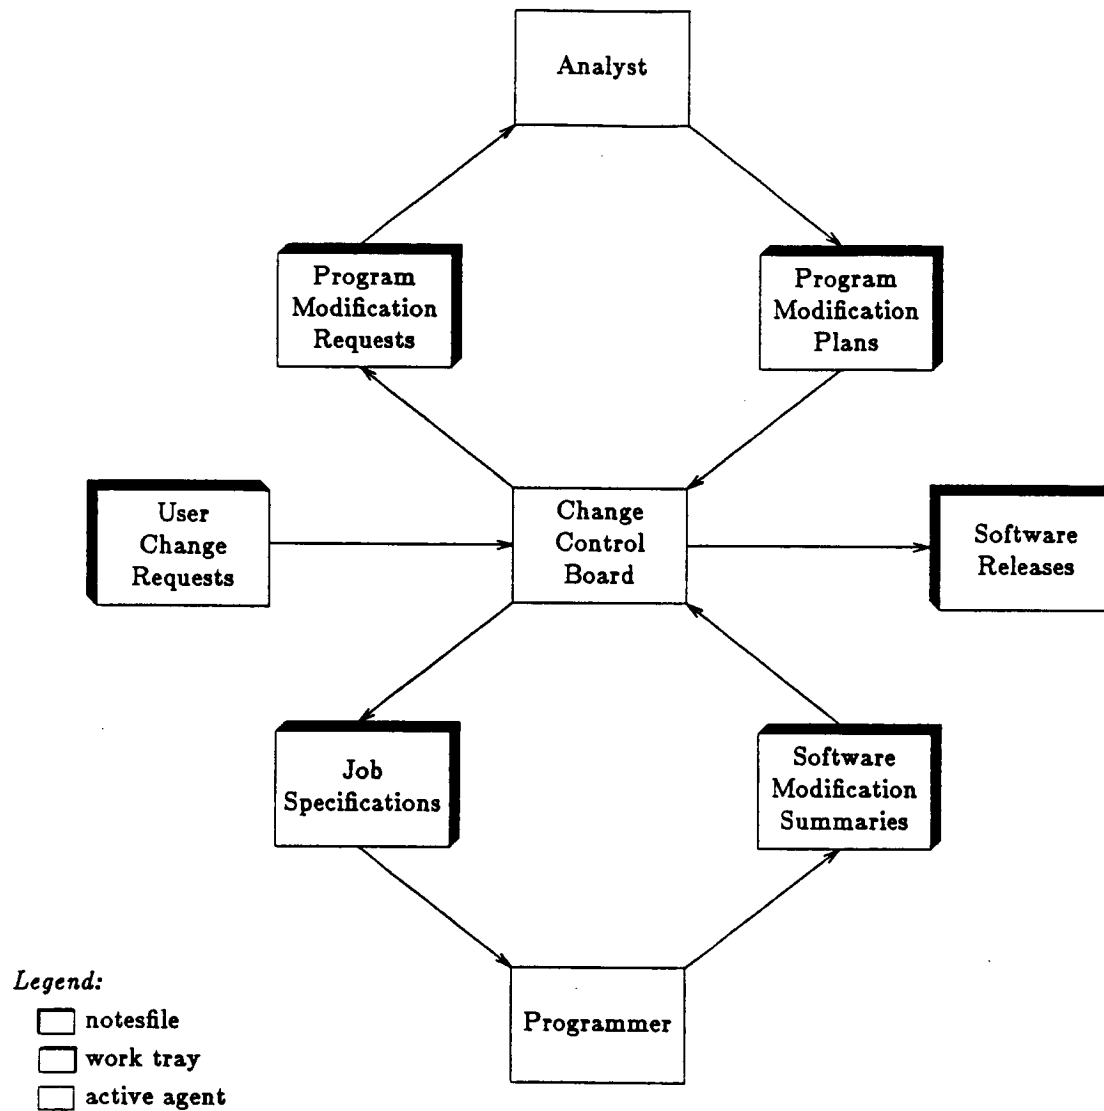 Analyst
Program
Modification
Requests
Program
Modification
Plans
User
Change
Requests
Change
Control
Board
Software
Releases
Job
Specifications
Software
Modification
Summaries
Programmer
Legend:
notesfile
work tray
active agent